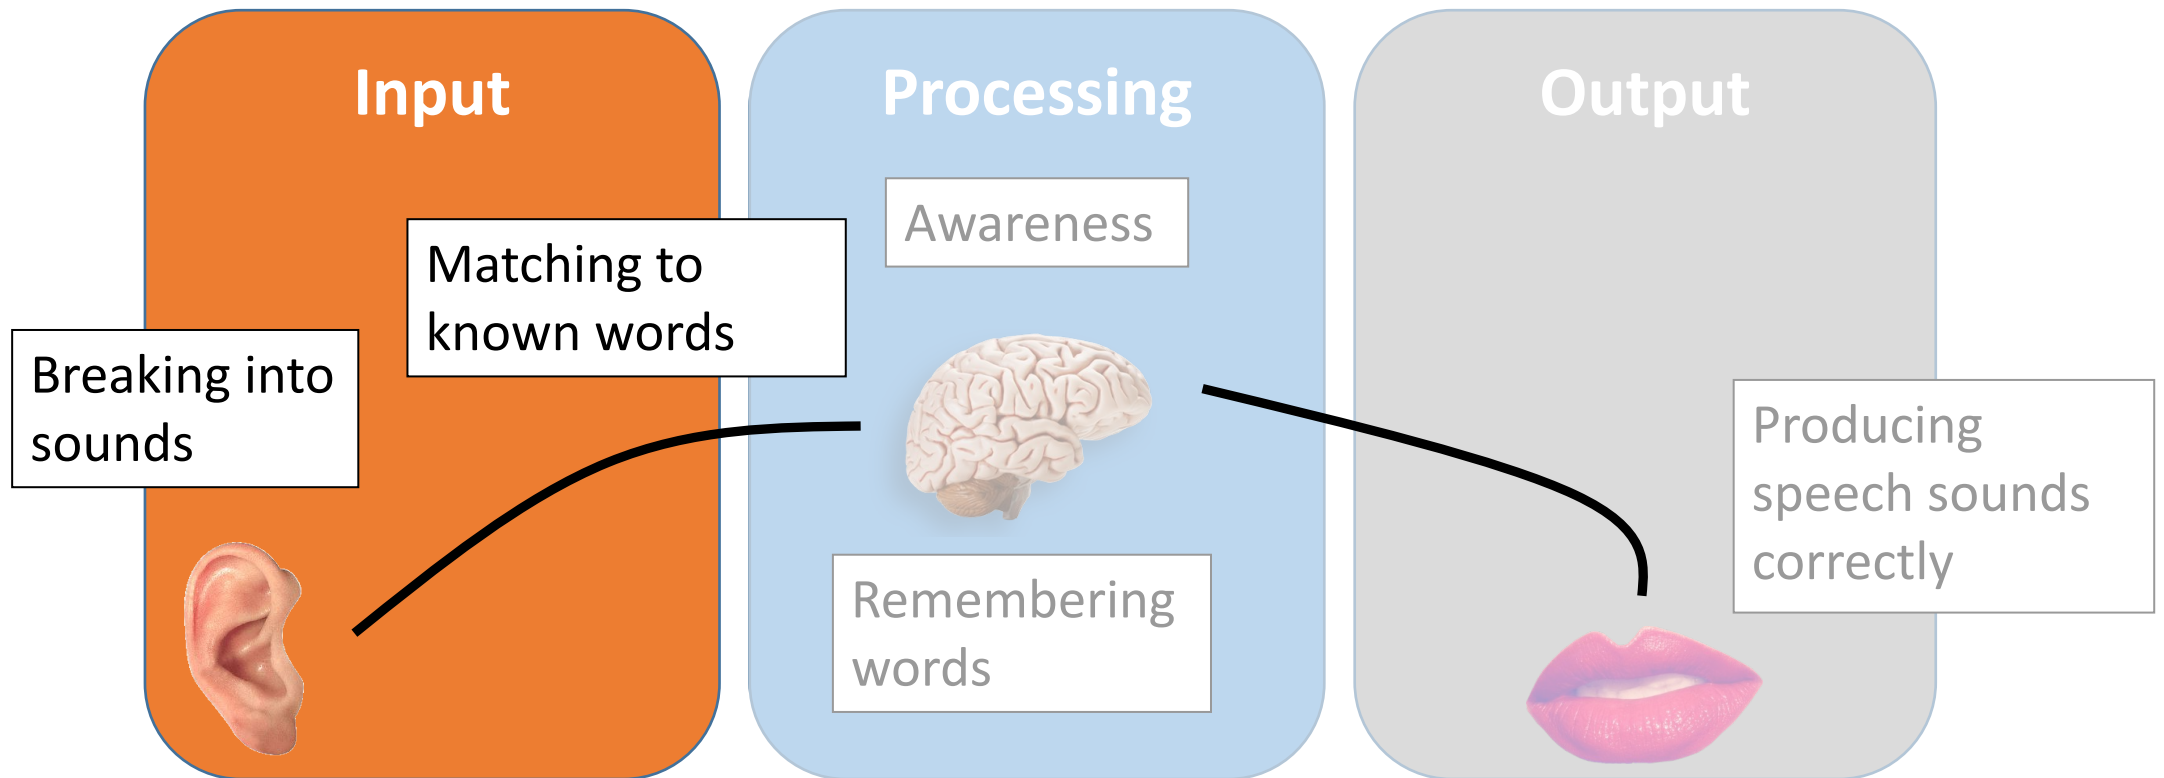 Input
Breaking into
sounds
Matching to
known words
Processing
Awareness
Remembering
words
Output
Producing
speech sounds
correctly